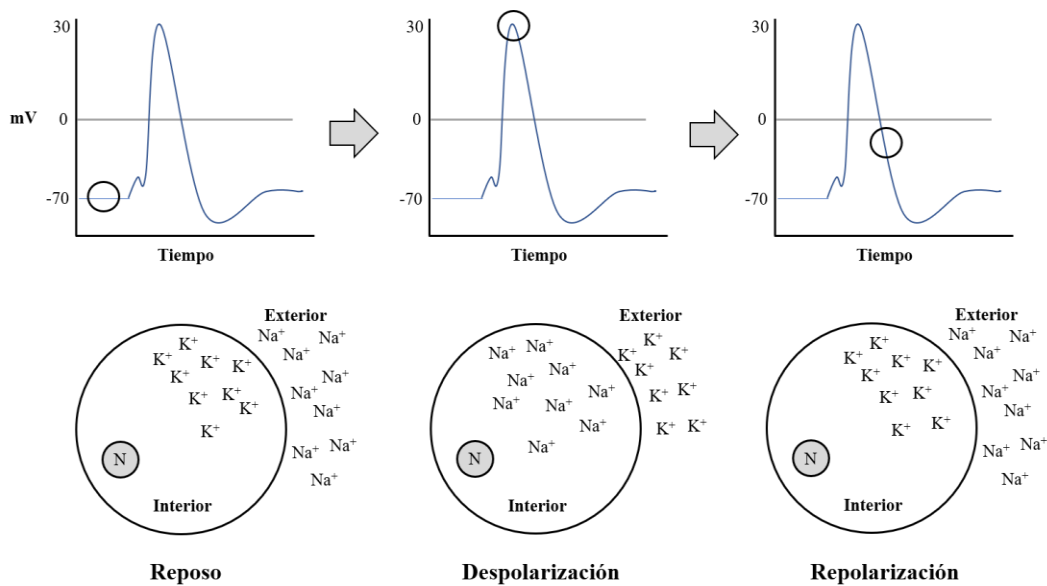 30
30
30
mV
0
0
0
-70
-70
-70
Tiempo
Tiempo
Tiempo
Exterior
Exterior
Exterior
K⁺ K⁺ K⁺ K⁺ K⁺ K⁺ K⁺ K⁺ K⁺
Na⁺ Na⁺ Na⁺ Na⁺ Na⁺ Na⁺ Na⁺ Na⁺ Na⁺
N
Interior
Na⁺ Na⁺ Na⁺ Na⁺ Na⁺ Na⁺ Na⁺ Na⁺ Na⁺
K⁺ K⁺ K⁺ K⁺ K⁺ K⁺ K⁺ K⁺
N
Interior
K⁺ K⁺ K⁺ K⁺ K⁺ K⁺ K⁺ K⁺ K⁺
Na⁺ Na⁺ Na⁺ Na⁺ Na⁺ Na⁺ Na⁺ Na⁺ Na⁺
N
Interior
Reposo
Despolarización
Repolarización